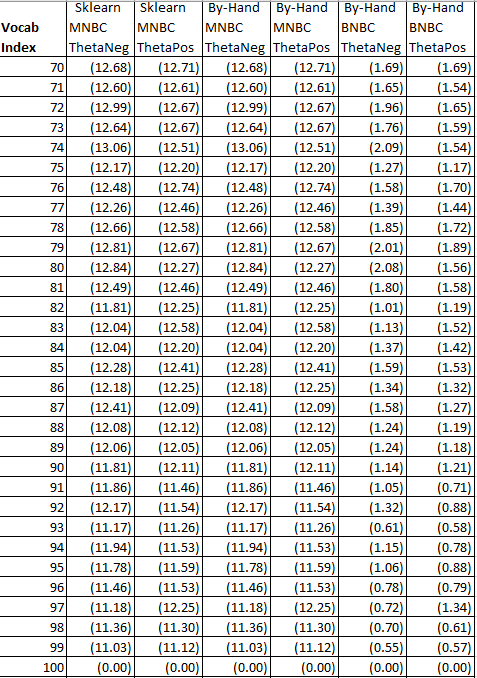 Sklearn Sklearn By-Hand By-Hand By-Hand By-Hand
Vocab MNBC MNBC MNBC MNBC BNBC BNBC
Index ThetaNeg ThetaPos ThetaNeg ThetaPos ThetaNeg ThetaPos
70 (12.68) (12.71) (12.68) (12.71) (1.69) (1.69)
71 (12.60) (12.61) (12.60) (12.61) (1.65) (1.54)
72 (12.99) (12.67) (12.99) (12.67) (1.96) (1.65)
73 (12.64) (12.67) (12.64) (12.67) (1.76) (1.59)
74 (13.06) (12.51) (13.06) (12.51) (2.09) (1.54)
75 (12.17) (12.20) (12.17) (12.20) (1.27) (1.17)
76 (12.48) (12.74) (12.48) (12.74) (1.58) (1.70)
77 (12.26) (12.46) (12.26) (12.46) (1.39) (1.44)
78 (12.66) (12.58) (12.66) (12.58) (1.85) (1.72)
79 (12.81) (12.67) (12.81) (12.67) (2.01) (1.89)
80 (12.84) (12.27) (12.84) (12.27) (2.08) (1.56)
81 (12.49) (12.46) (12.49) (12.46) (1.80) (1.58)
82 (11.81) (12.25) (11.81) (12.25) (1.01) (1.19)
83 (12.04) (12.58) (12.04) (12.58) (1.13) (1.52)
84 (12.04) (12.20) (12.04) (12.20) (1.37) (1.42)
85 (12.28) (12.41) (12.28) (12.41) (1.59) (1.53)
86 (12.18) (12.25) (12.18) (12.25) (1.34) (1.32)
87 (12.41) (12.09) (12.41) (12.09) (1.58) (1.27)
88 (12.08) (12.12) (12.08) (12.12) (1.24) (1.19)
89 (12.06) (12.05) (12.06) (12.05) (1.24) (1.18)
90 (11.81) (12.11) (11.81) (12.11) (1.14) (1.21)
91 (11.86) (11.46) (11.86) (11.46) (1.05) (0.71)
92 (12.17) (11.54) (12.17) (11.54) (1.32) (0.88)
93 (11.17) (11.26) (11.17) (11.26) (0.61) (0.58)
94 (11.94) (11.53) (11.94) (11.53) (1.15) (0.78)
95 (11.78) (11.59) (11.78) (11.59) (1.06) (0.88)
96 (11.46) (11.53) (11.46) (11.53) (0.78) (0.79)
97 (11.18) (12.25) (11.18) (12.25) (0.72) (1.34)
98 (11.36) (11.30) (11.36) (11.30) (0.70) (0.61)
99 (11.03) (11.12) (11.03) (11.12) (0.55) (0.57)
100 (0.00) (0.00) (0.00) (0.00) (0.00) (0.00)